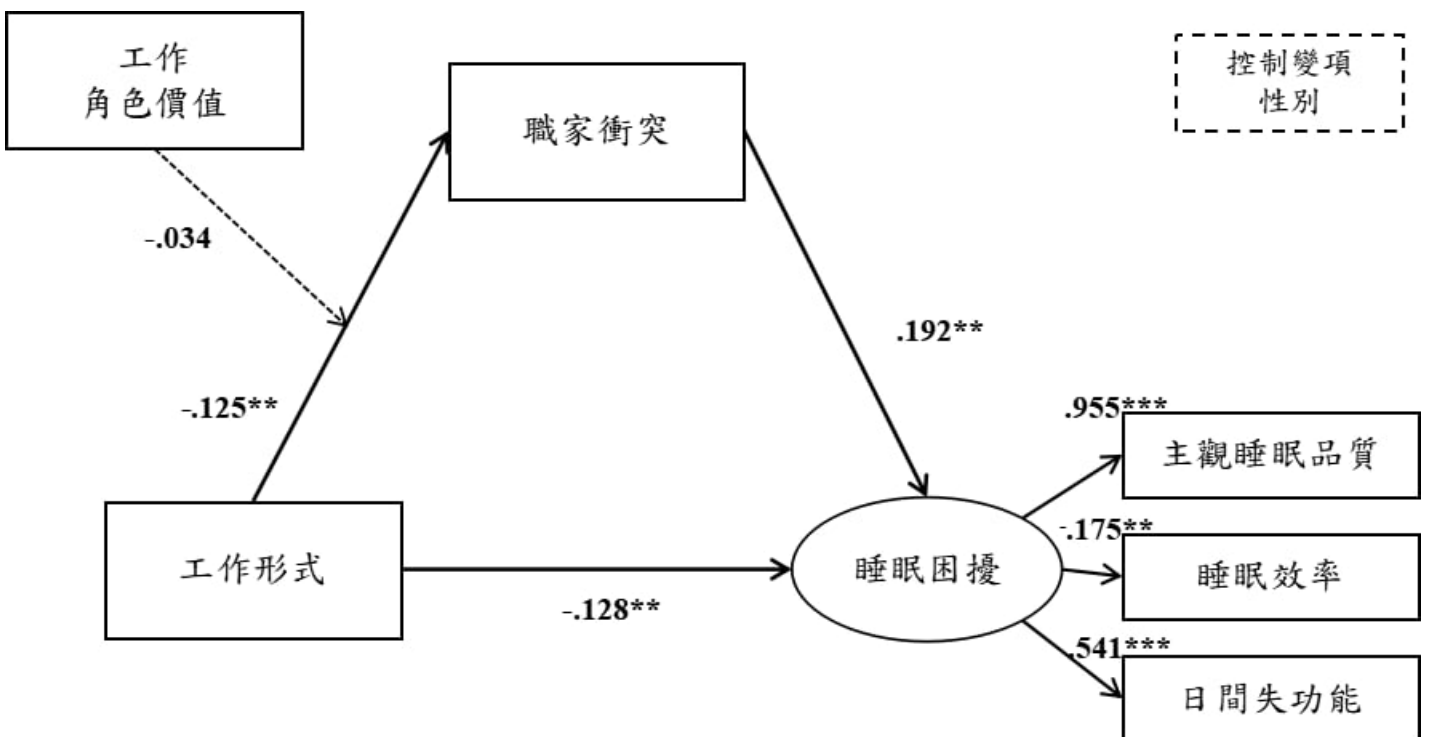 工作
角色價值
職家衝突
控制變項
性別
-.034
.192**
-.125**
.955***
主觀睡眠品質
-.175**
工作形式
睡眠困擾
睡眠效率
-.128**
.541***
日間失功能